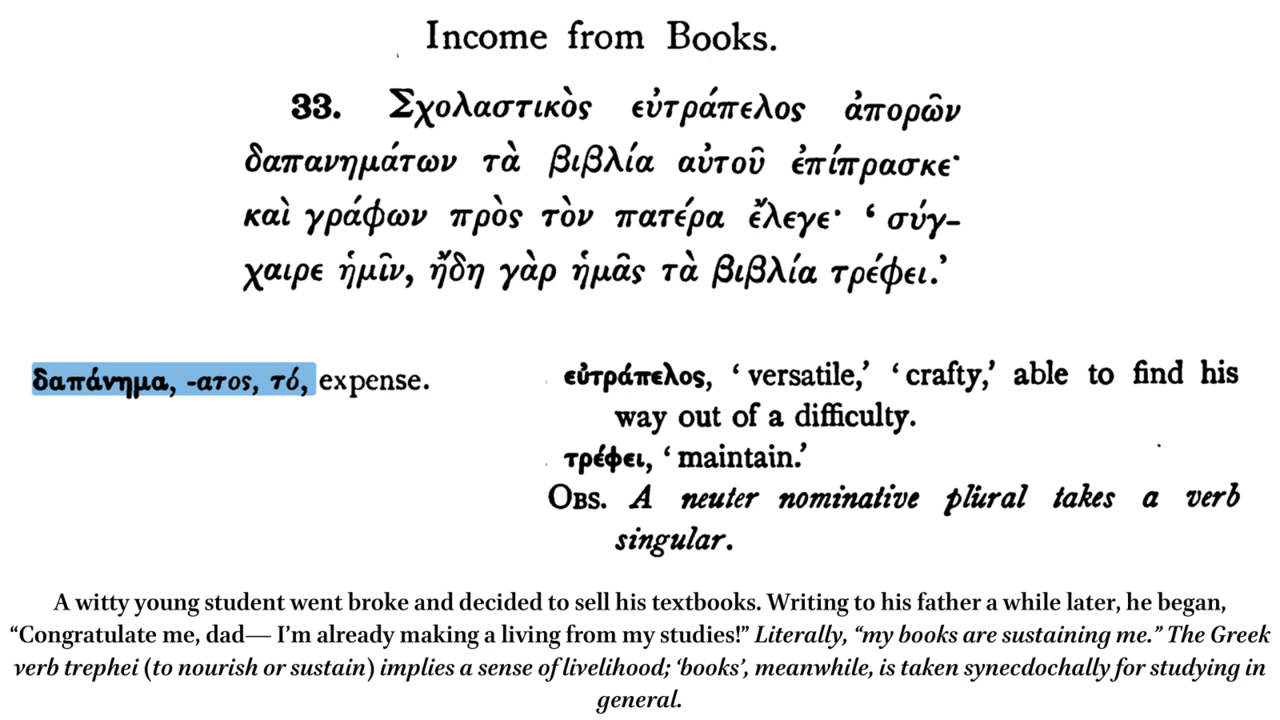 Income from Books.
33. Σχολαστικὸς εὐτράπελος ἀπορῶν
δαπανημάτων τὰ βιβλία αὐτοῦ ἐπίπρασκε·
καὶ γράφων πρὸς τὸν πατέρα ἔλεγε· ‘ σύγ-
χαιρε ἡμῖν, ἤδη γὰρ ἡμᾶς τὰ βιβλία τρέφει.’
δαπάνημα, -ατος, τό, expense.
εὐτράπελος, ‘ versatile,’ ‘ crafty,’ able to find his
way out of a difficulty.
τρέφει, ‘ maintain.’
OBS. A neuter nominative plural takes a verb
singular.
A witty young student went broke and decided to sell his textbooks. Writing to his father a while later, he began,
“Congratulate me, dad— I’m already making a living from my studies!” Literally, “my books are sustaining me.” The Greek
verb trephei (to nourish or sustain) implies a sense of livelihood; ‘books’, meanwhile, is taken synecdochally for studying in
general.